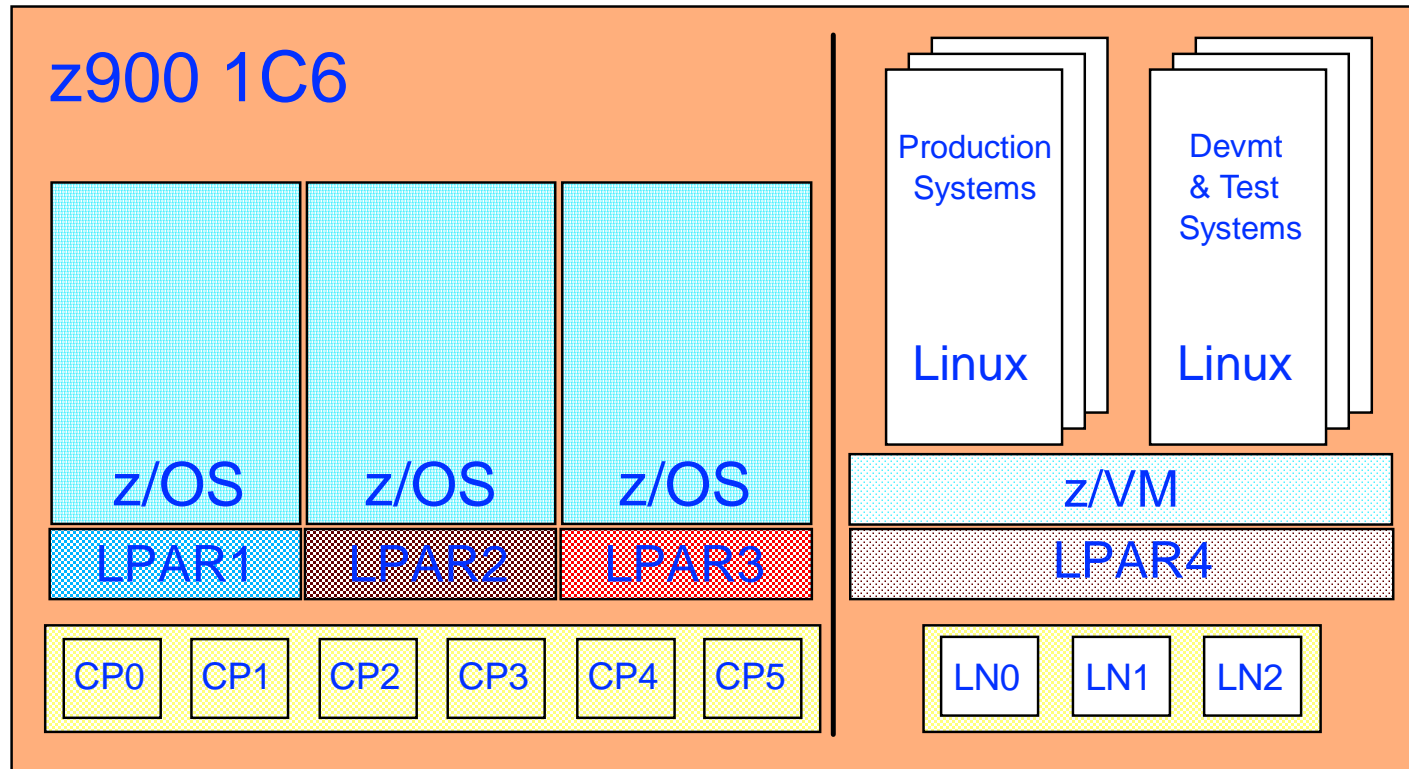 z900 1C6
z/OS
z/OS
z/OS
LPAR1
LPAR2
LPAR3
CP0
CP1
CP2
CP3
CP4
CP5
Production
Systems
Linux
Devmt
& Test
Systems
Linux
z/VM
LPAR4
LN0
LN1
LN2